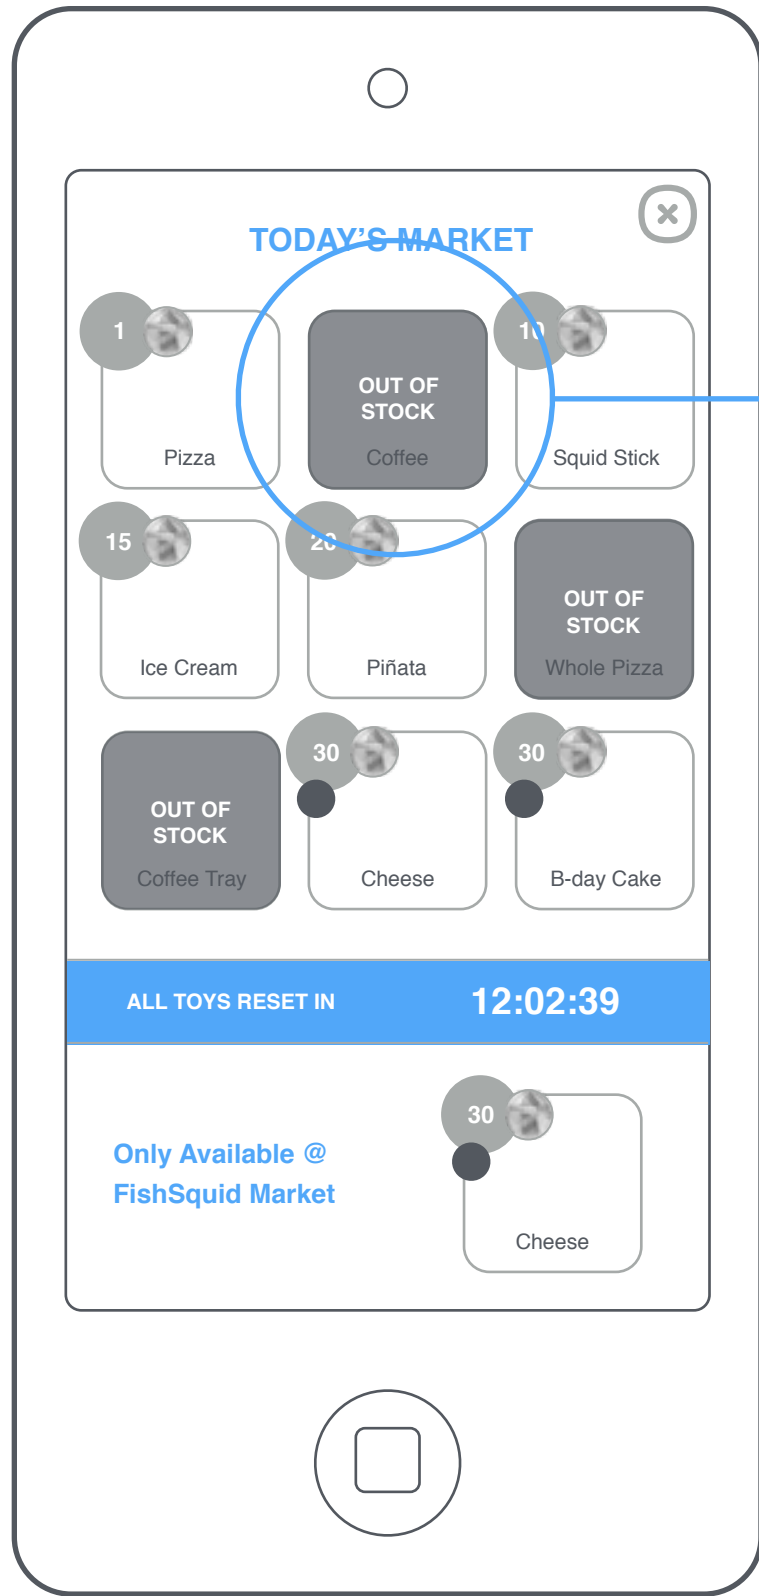 TODAY’S MARKET
1
OUT OF
STOCK
10
Pizza
Coffee
Squid Stick
15
20
OUT OF
STOCK
Ice Cream
Piñata
Whole Pizza
OUT OF
STOCK
30
30
Coffee Tray
Cheese
B-day Cake
ALL TOYS RESET IN
12:02:39
30
Only Available @
FishSquid Market
Cheese